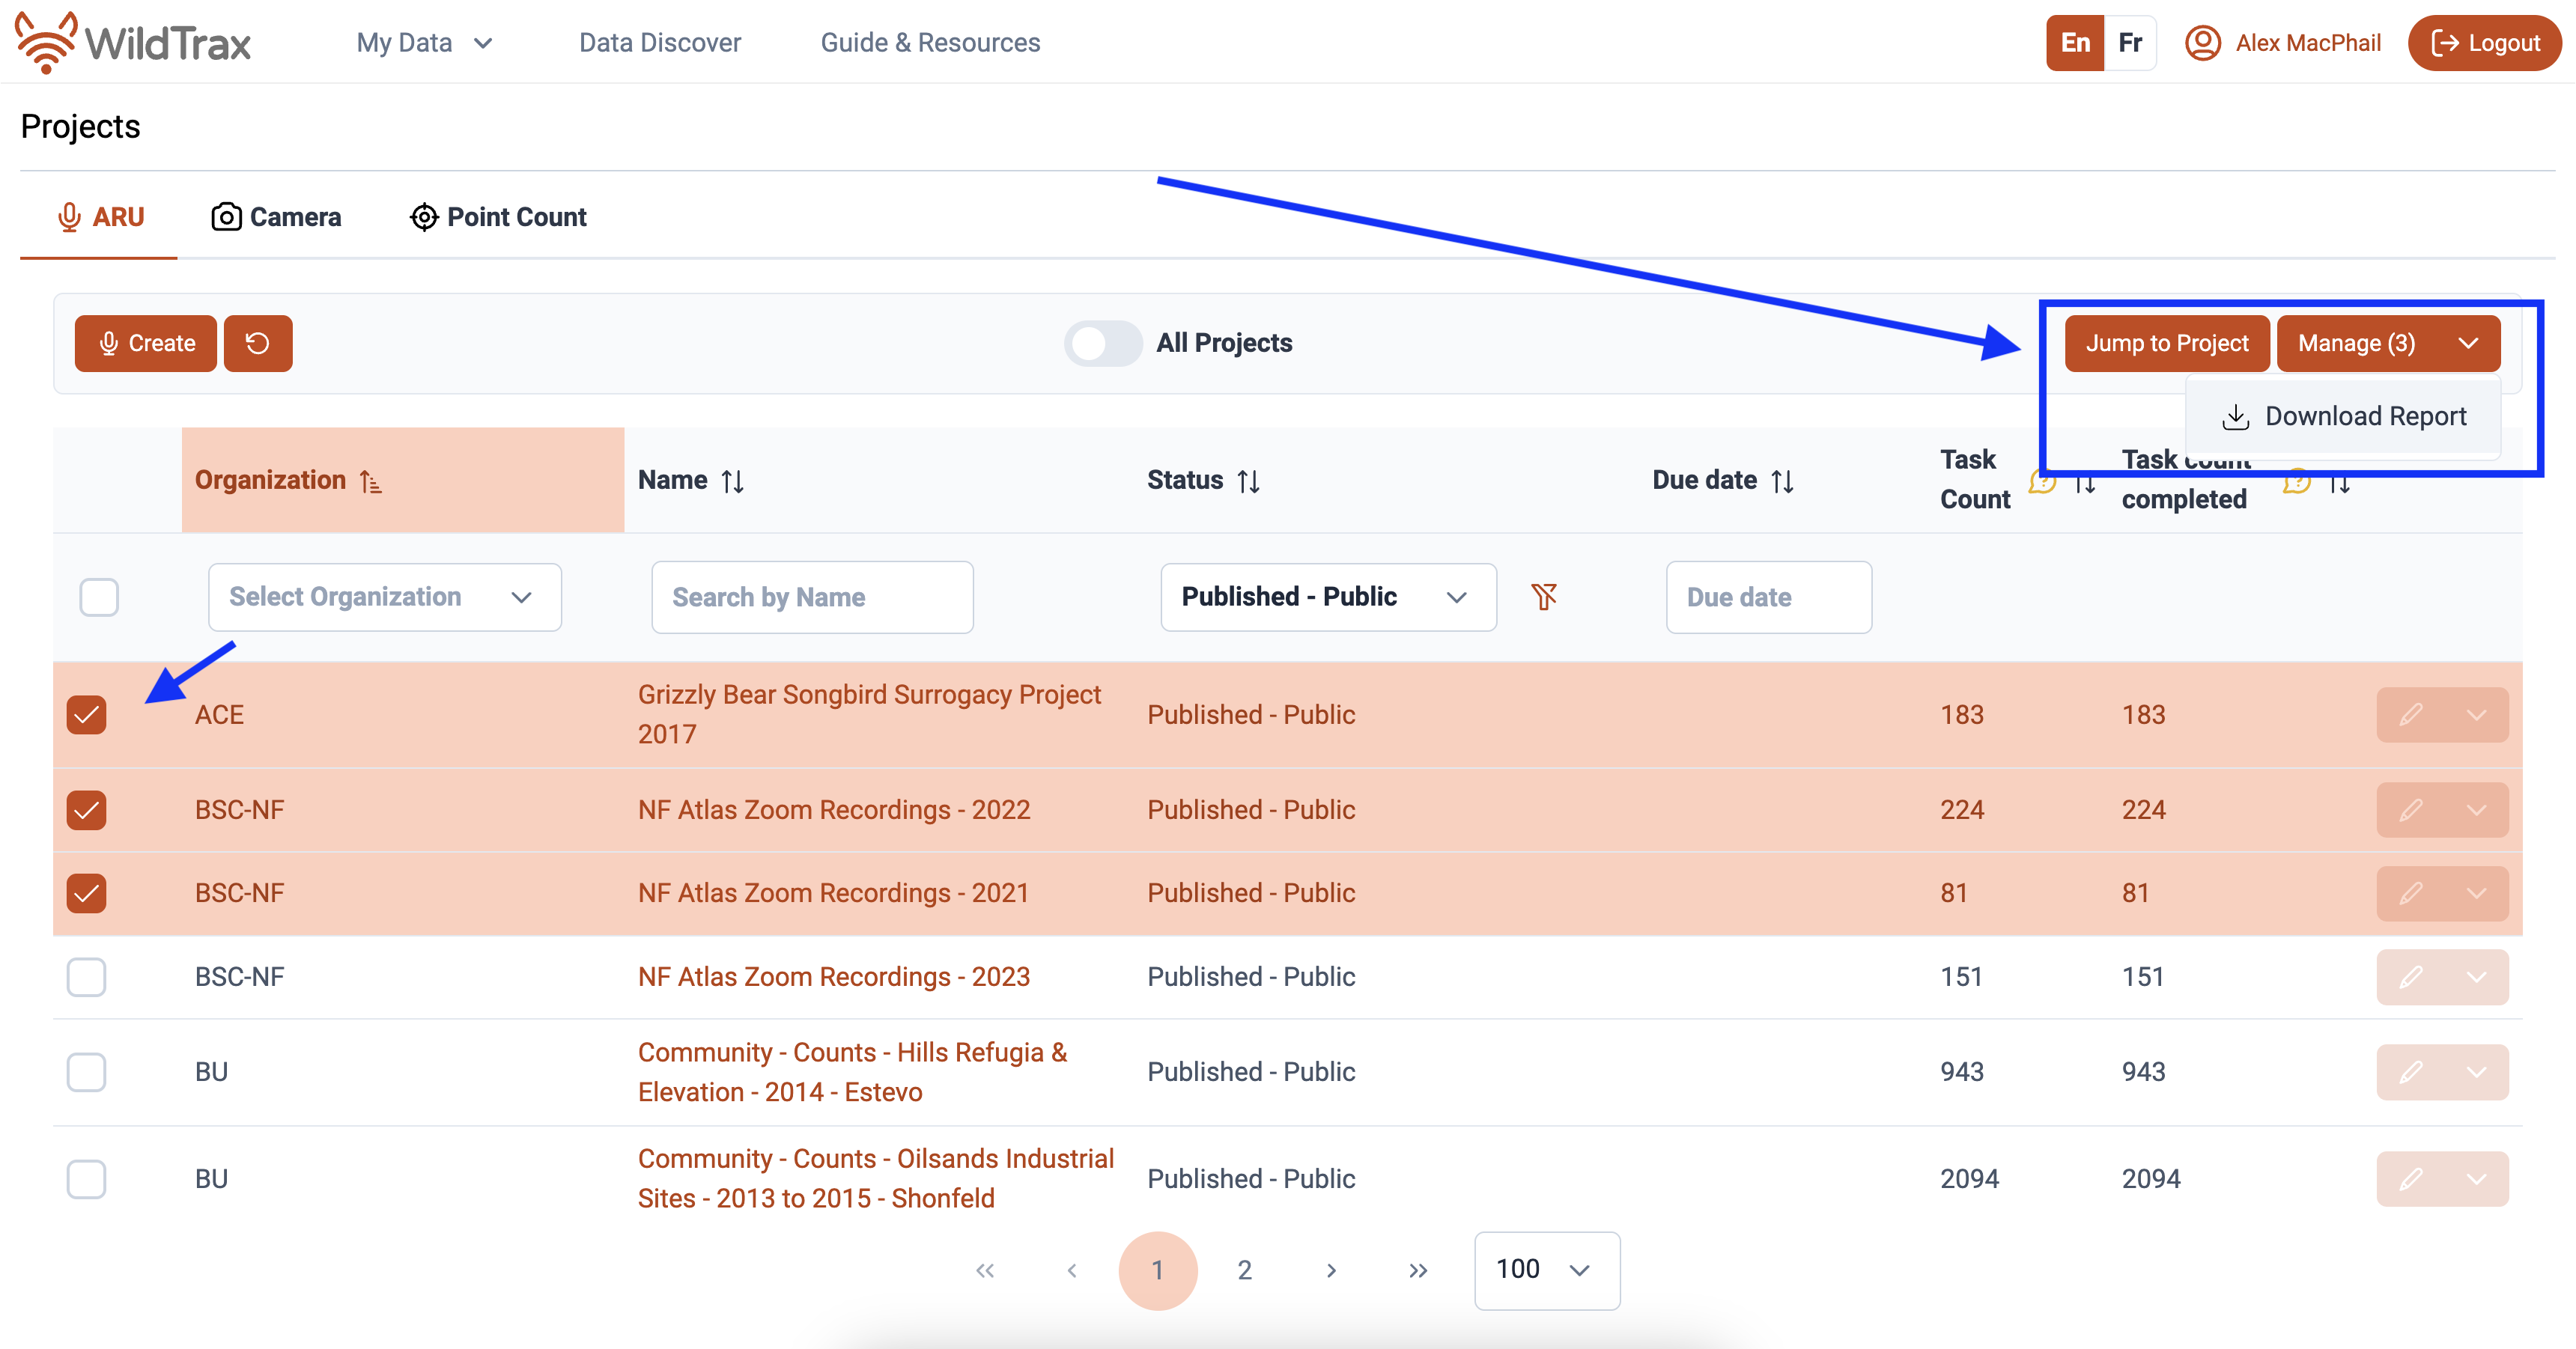 WildTrax
My Data
Data Discover
Guide & Resources
En
Fr
Alex MacPhail
Logout
Projects
ARU
Camera
Point Count
Create
All Projects
Jump to Project
Manage (3)
Download Report
Organization
Name
Status
Due date
Task
Count
Task count
completed
Select Organization
Search by Name
Published - Public
Due date
ACE
Grizzly Bear Songbird Surrogacy Project
2017
Published - Public
183
183
BSC-NF
NF Atlas Zoom Recordings - 2022
Published - Public
224
224
BSC-NF
NF Atlas Zoom Recordings - 2021
Published - Public
81
81
BSC-NF
NF Atlas Zoom Recordings - 2023
Published - Public
151
151
BU
Community - Counts - Hills Refugia &
Elevation - 2014 - Estevo
Published - Public
943
943
BU
Community - Counts - Oilsands Industrial
Sites - 2013 to 2015 - Shonfeld
Published - Public
2094
2094
1
2
100